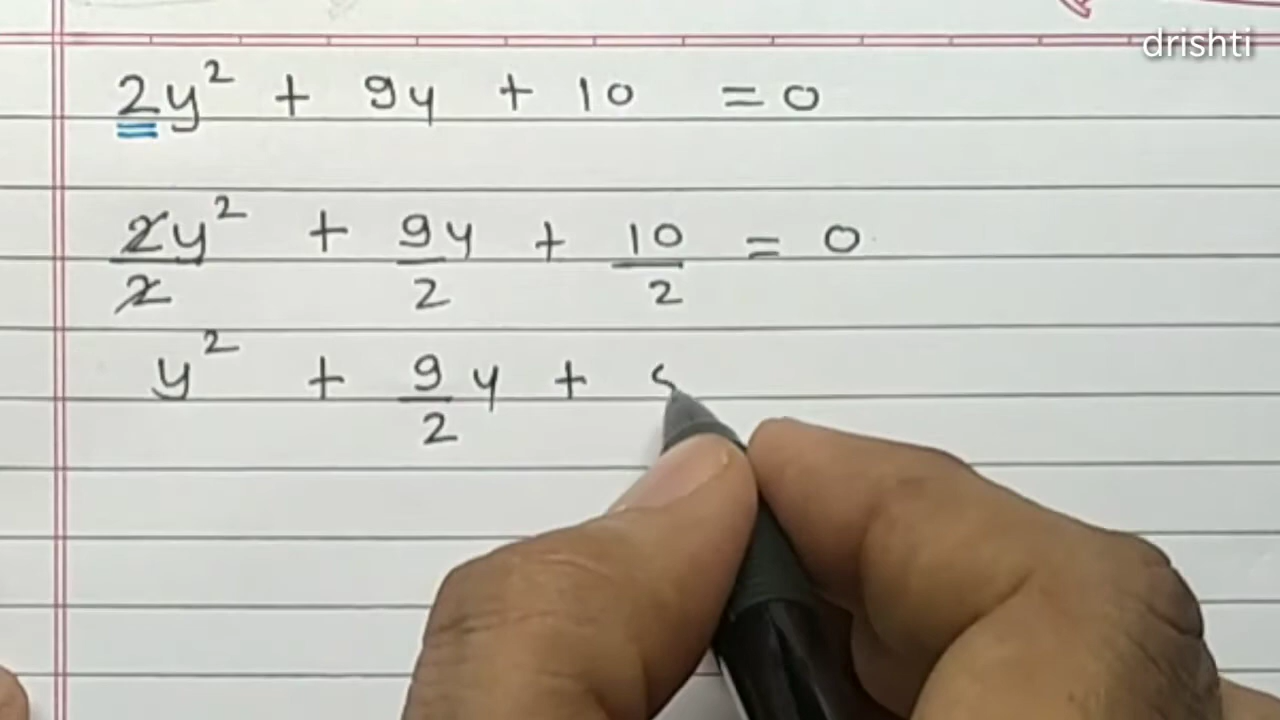 drishti
2y² + 9y + 10 = 0
2y²/2 + 9y/2 + 10/2 = 0
y² + 9/2 y +